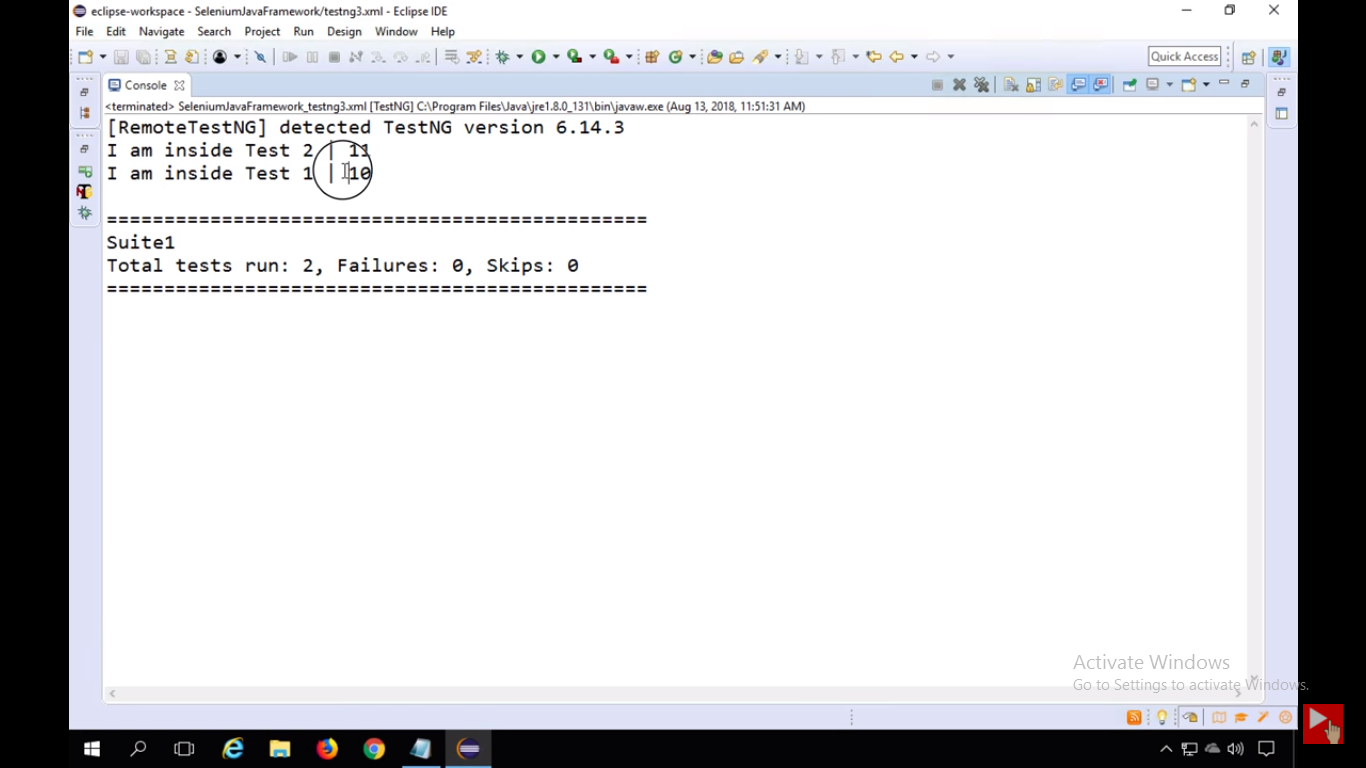 eclipse-workspace - SeleniumJavaFramework/testng3.xml - Eclipse IDE
File Edit Navigate Search Project Run Design Window Help
Quick Access
Console
<terminated> SeleniumJavaFramework_testng3.xml [TestNG] C:\Program Files\Java\jre1.8.0_131\bin\javaw.exe (Aug 13, 2018, 11:51:31 AM)
[RemoteTestNG] detected TestNG version 6.14.3
I am inside Test 2 | 11
I am inside Test 1 | 10
===============================================
Suite1
Total tests run: 2, Failures: 0, Skips: 0
===============================================
Activate Windows
Go to Settings to activate Windows.